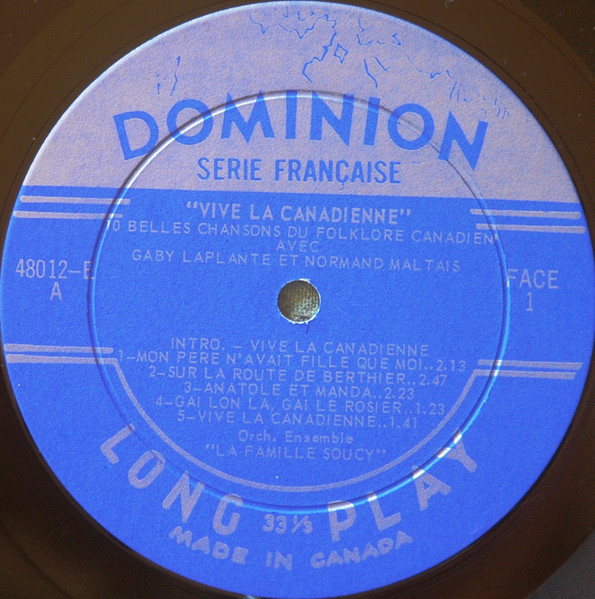 DOMINION
SERIE FRANÇAISE
"VIVE LA CANADIENNE"
10 BELLES CHANSONS DU FOLKLORE CANADIEN
AVEC
GABY LAPLANTE ET NORMAND MALTAIS
48012-E
A
FACE
1
INTRO. – VIVE LA CANADIENNE
1–MON PERE N'AVAIT FILLE QUE MOI..2.13
2–SUR LA ROUTE DE BERTHIER..2.47
3–ANATOLE ET MANDA..2.23
4–GAI LON LA, GAI LE ROSIER..1.23
5–VIVE LA CANADIENNE..1.41
Orch. Ensemble
"LA FAMILLE SOUCY"
LONG 33⅓ PLAY
MADE IN CANADA